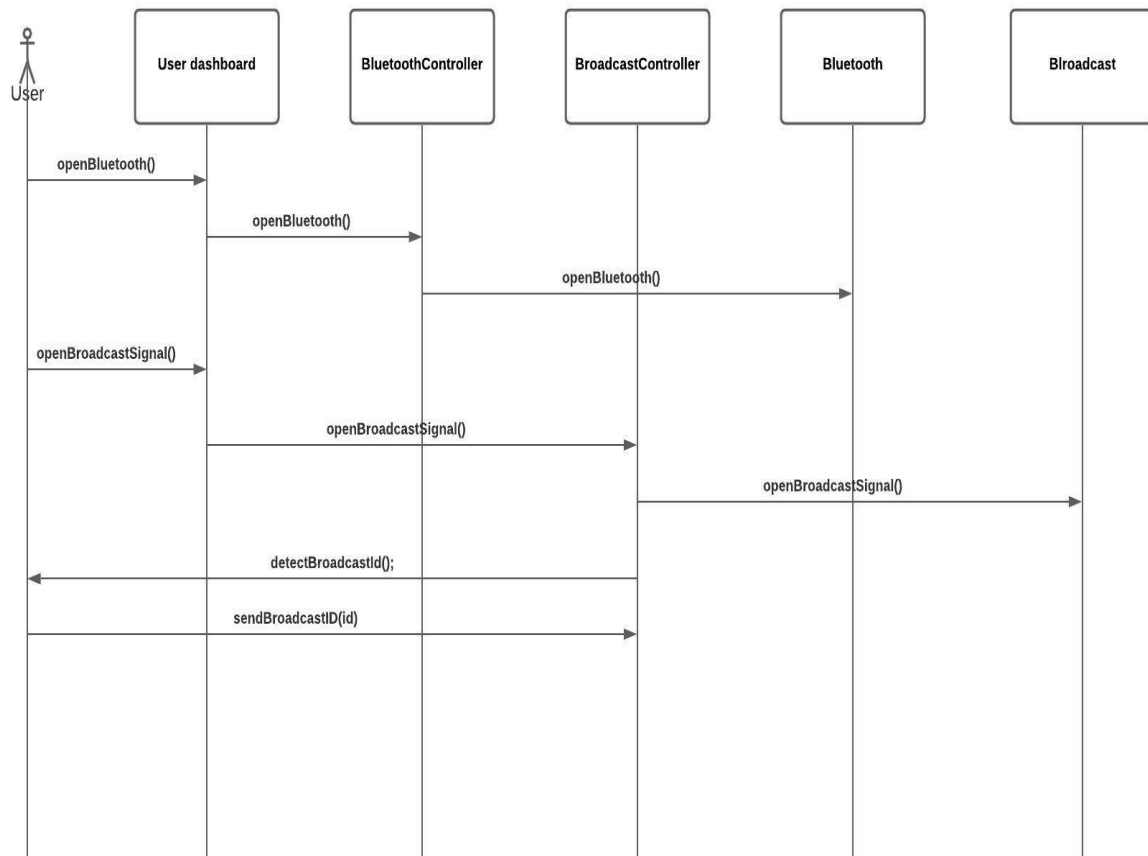 User
User dashboard
BluetoothController
BroadcastController
Bluetooth
Blroadcast
openBluetooth()
openBluetooth()
openBluetooth()
openBroadcastSignal()
openBroadcastSignal()
openBroadcastSignal()
detectBroadcastId();
sendBroadcastID(id)